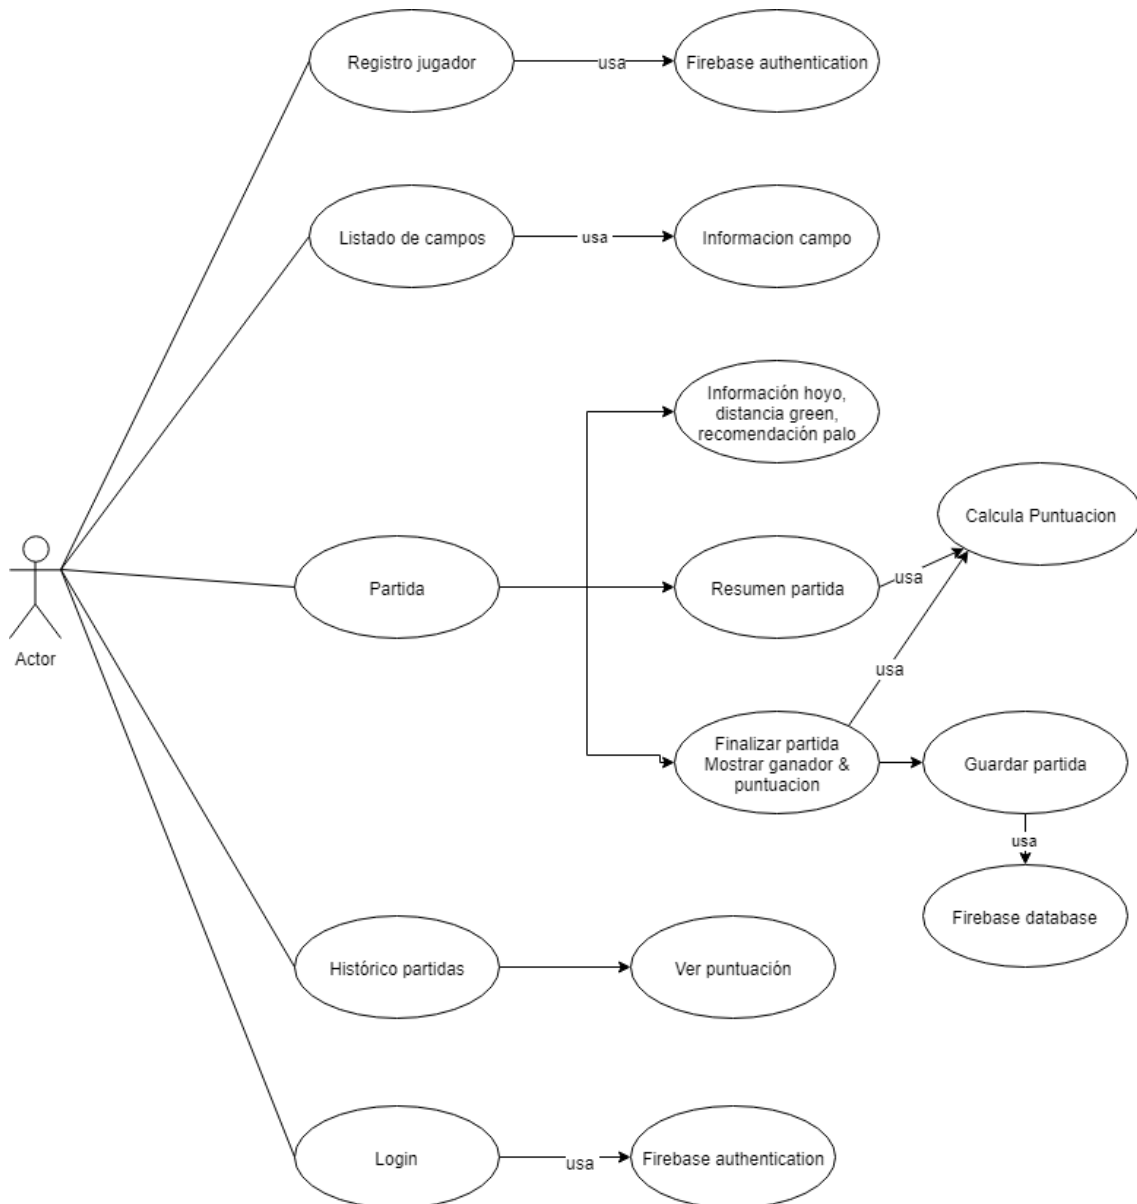 Registro jugador
usa
Firebase authentication
Listado de campos
usa
Informacion campo
Información hoyo,
distancia green,
recomendación palo
Calcula Puntuacion
Actor
Partida
Resumen partida
usa
usa
Finalizar partida
Mostrar ganador &
puntuacion
Guardar partida
usa
Firebase database
Histórico partidas
Ver puntuación
Login
usa
Firebase authentication